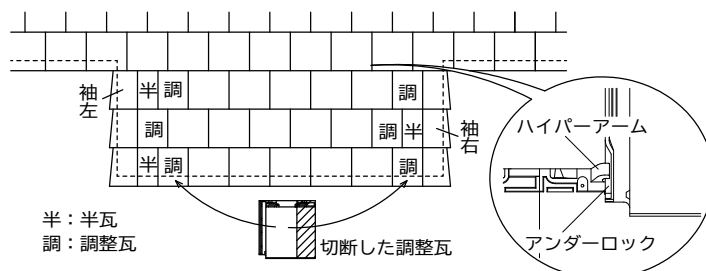 袖左
半 調
調
調
調 半
袖右
半 調
調
ハイパーアーム
アンダーロック
半：半瓦
調：調整瓦
切断した調整瓦